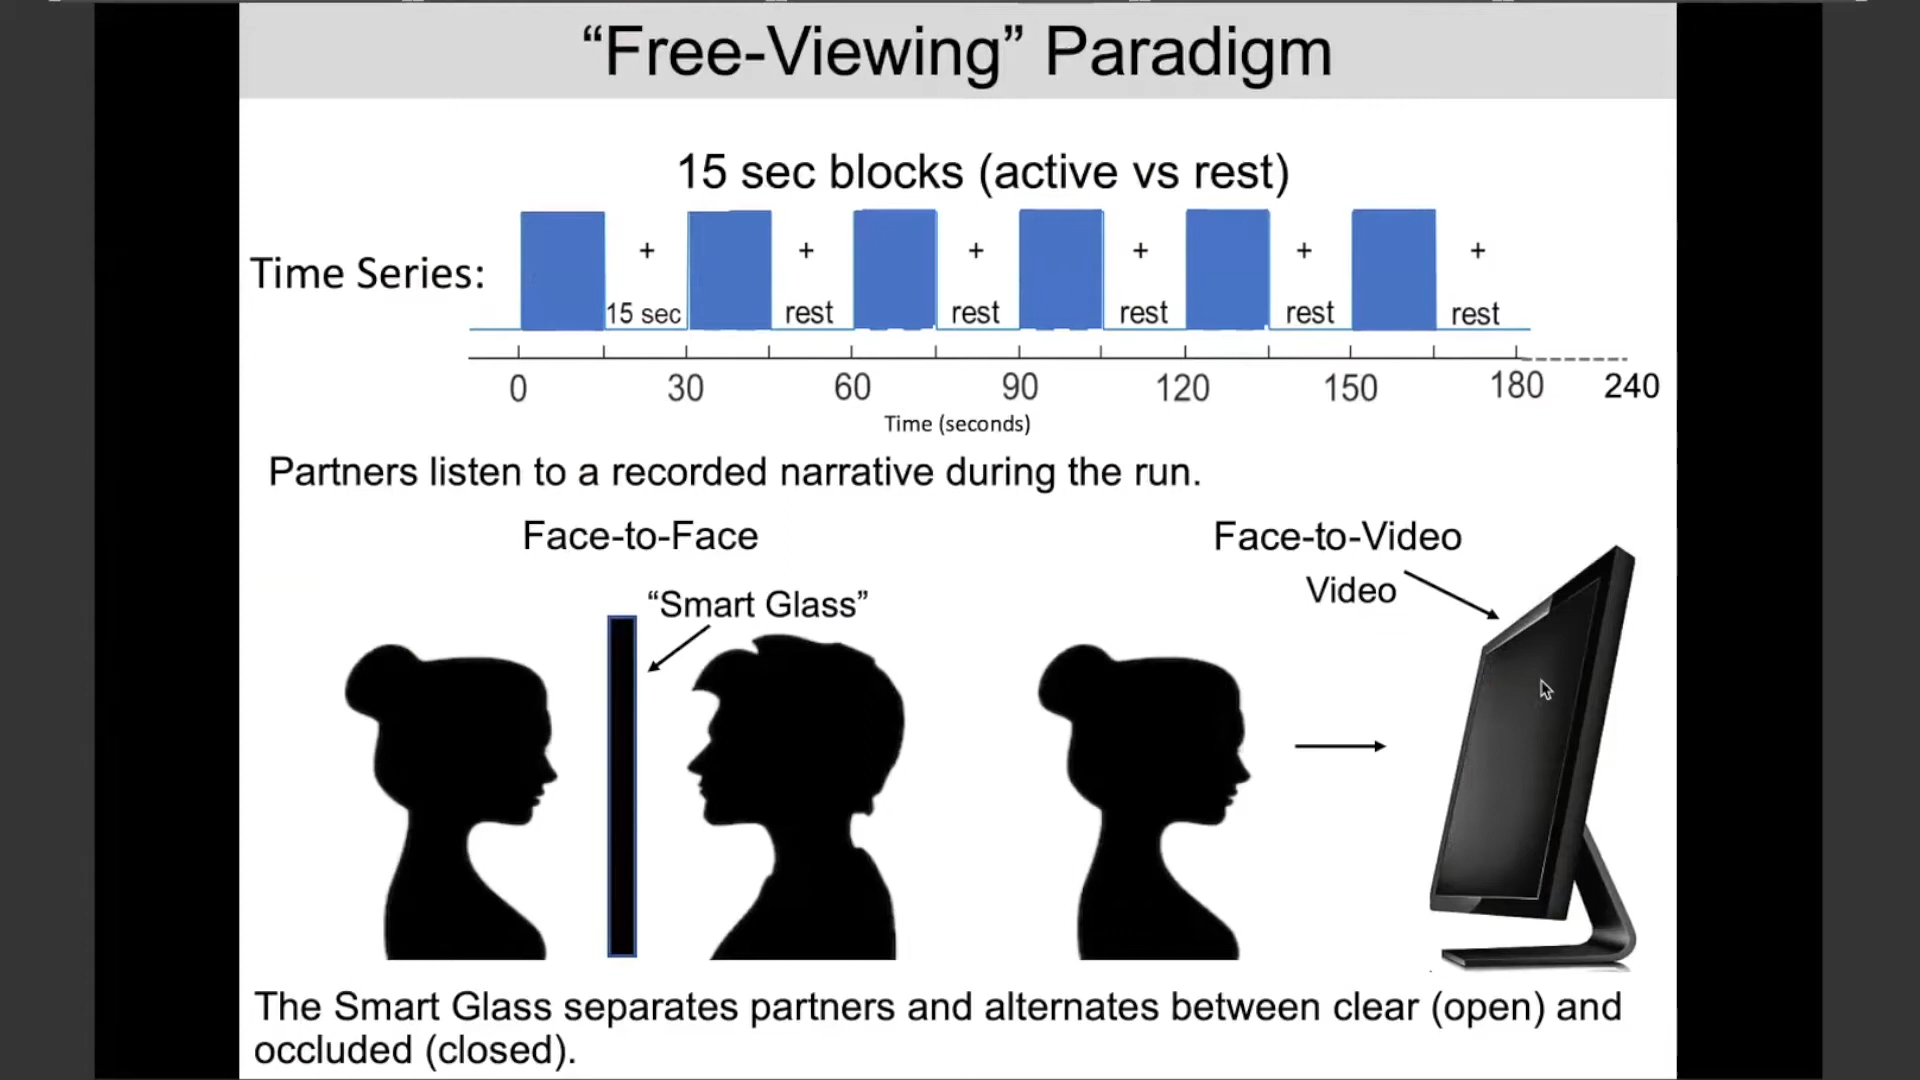 “Free-Viewing” Paradigm
15 sec blocks (active vs rest)
Time Series:
+ + + + + +
15 sec rest rest rest rest rest
0 30 60 90 120 150 180 240
Time (seconds)
Partners listen to a recorded narrative during the run.
Face-to-Face
“Smart Glass”
Face-to-Video
Video
The Smart Glass separates partners and alternates between clear (open) and
occluded (closed).